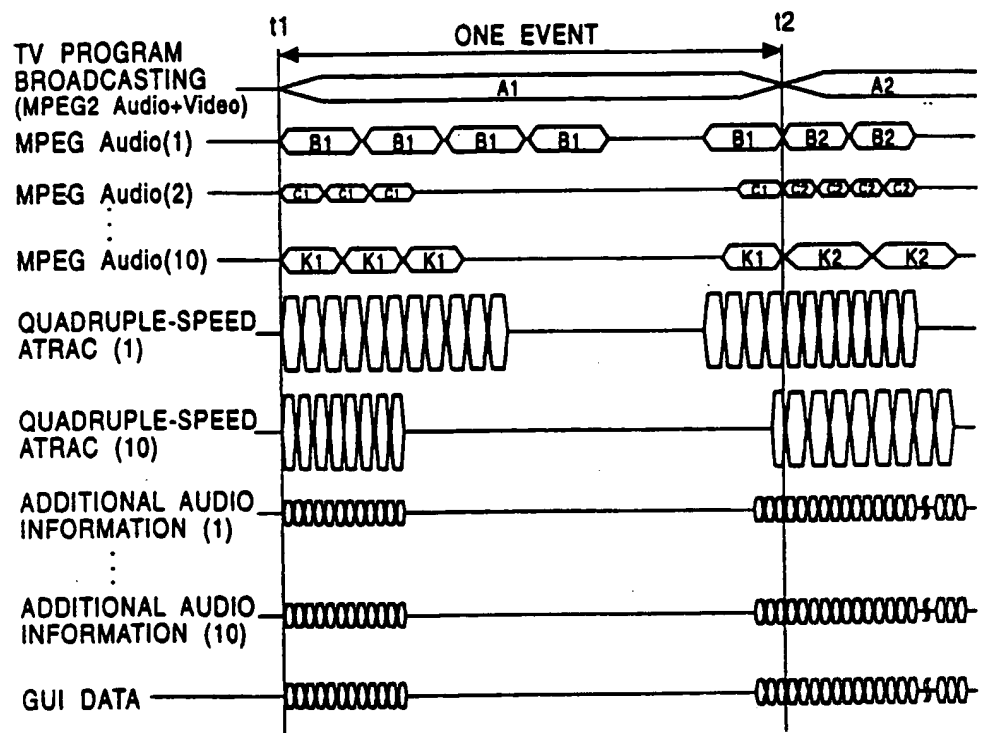 t1 t2
ONE EVENT
TV PROGRAM
BROADCASTING
(MPEG2 Audio+Video)
A1 A2
MPEG Audio(1) B1 B1 B1 B1 B1 B2 B2
MPEG Audio(2) C1 C1 C1 C1 C2 C2 C2 C2
MPEG Audio(10) K1 K1 K1 K1 K2 K2
QUADRUPLE-SPEED
ATRAC (1)
QUADRUPLE-SPEED
ATRAC (10)
ADDITIONAL AUDIO
INFORMATION (1)
ADDITIONAL AUDIO
INFORMATION (10)
GUI DATA